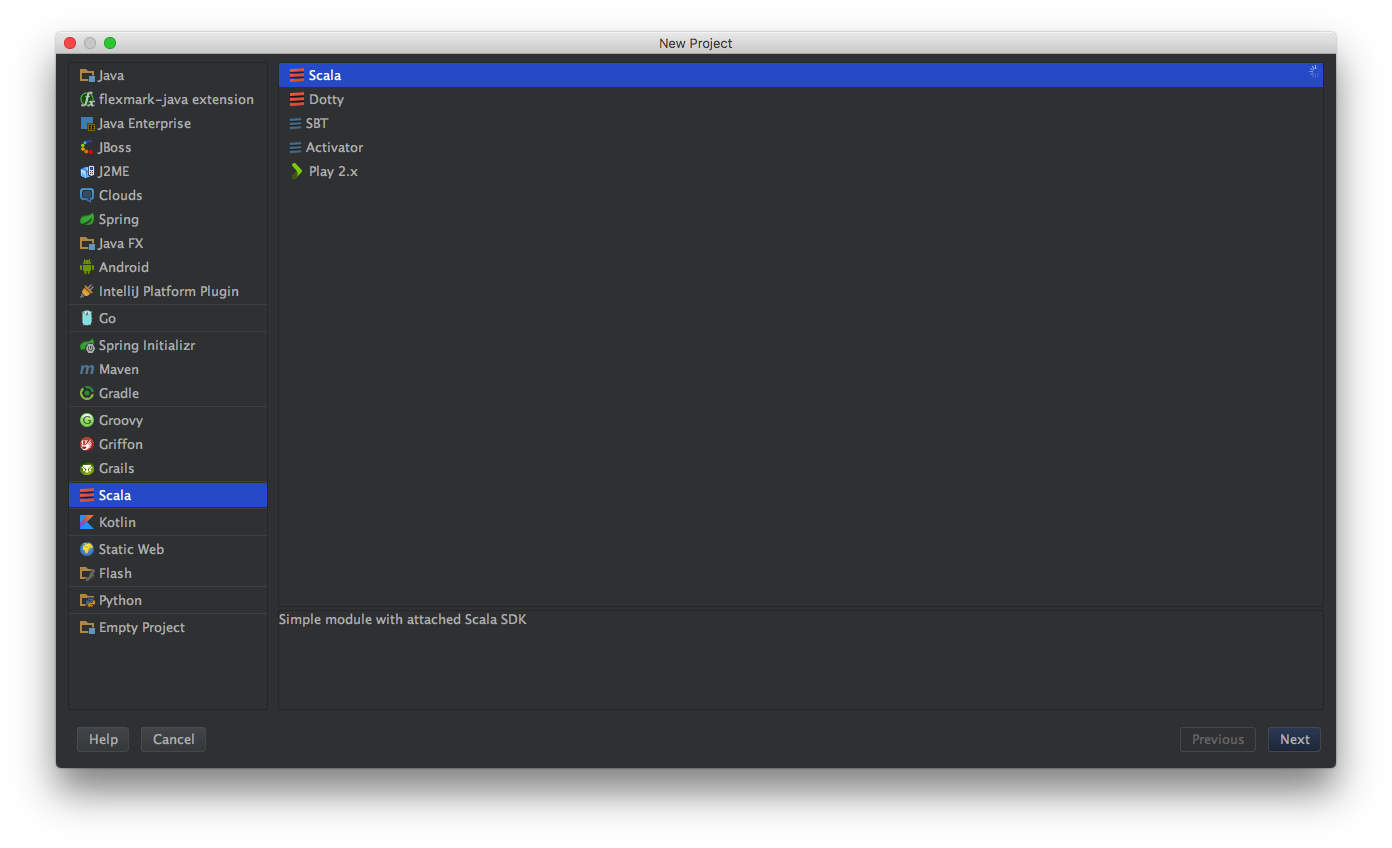 New Project
Java
flexmark-java extension
Java Enterprise
JBoss
J2ME
Clouds
Spring
Java FX
Android
IntelliJ Platform Plugin
Go
Spring Initializr
Maven
Gradle
Groovy
Griffon
Grails
Scala
Kotlin
Static Web
Flash
Python
Empty Project
Scala
Dotty
SBT
Activator
Play 2.x
Simple module with attached Scala SDK
Help
Cancel
Previous
Next